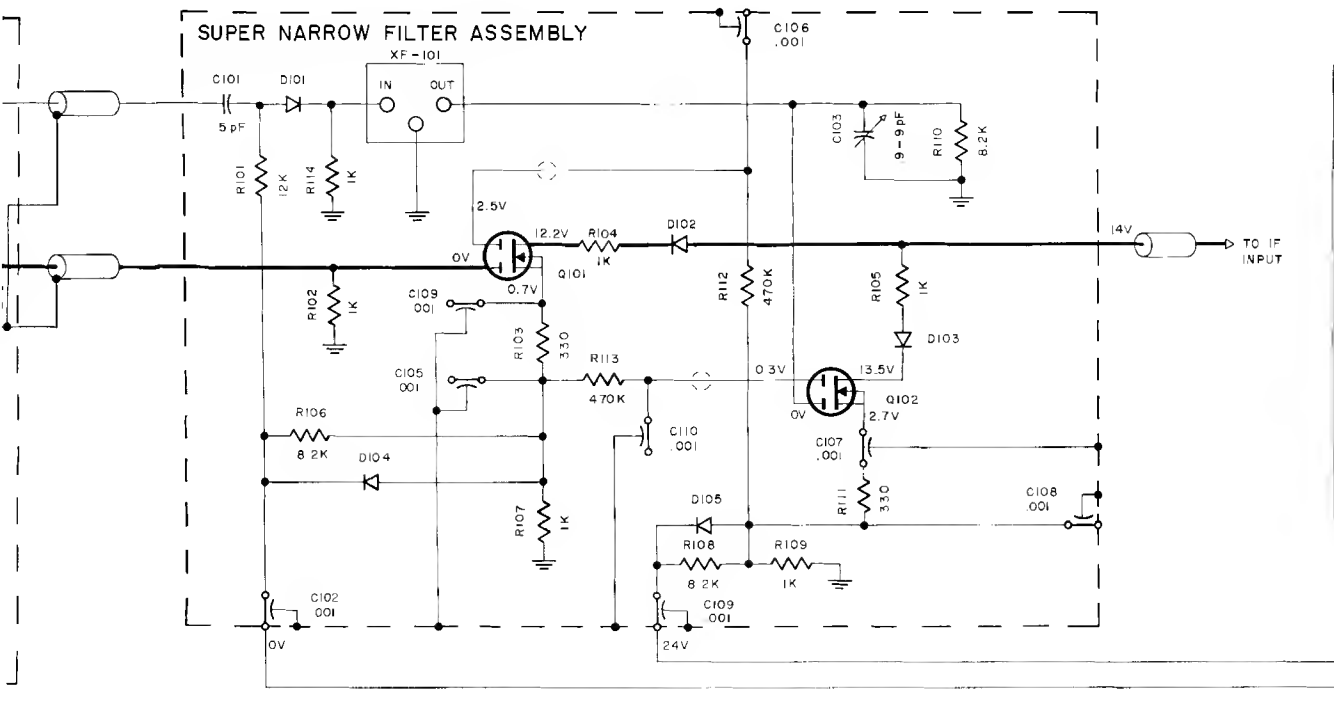 SUPER NARROW FILTER ASSEMBLY
C106
.001
XF-101
C101
D101
IN
OUT
5pF
C103
.9-9pF
R110
8.2K
R101
12K
R114
1K
2.5V
12.2V
R104
1K
D102
14V
TO IF
INPUT
0V
Q101
0.7V
R102
1K
C109
001
R103
330
R112
470K
R105
1K
D103
C105
001
R113
470K
0.3V
13.5V
Q102
0V
2.7V
R106
8.2K
D104
C110
.001
C107
.001
R111
330
R107
1K
D105
C108
.001
R108
8.2K
R109
1K
C102
001
C109
.001
0V
24V